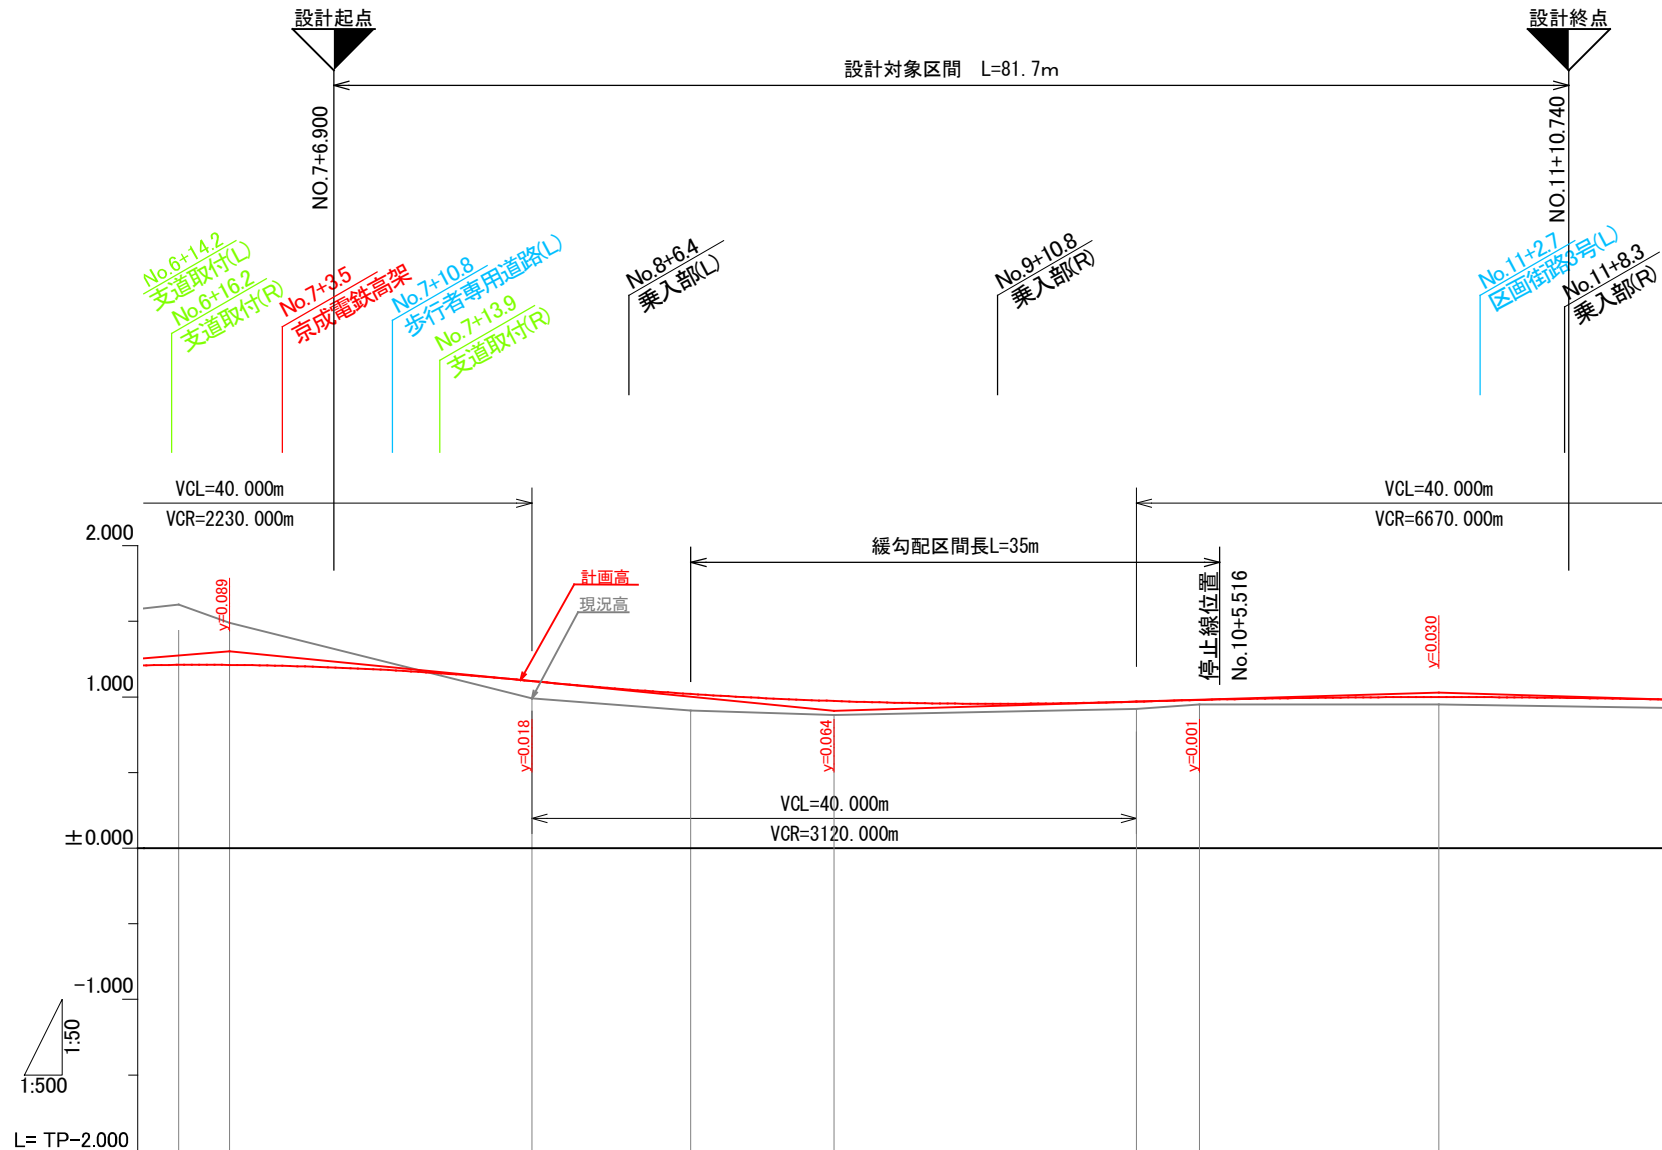 設計起点
設計終点
設計対象区間　L=81.7m
NO.7+6.900
NO.11+10.740
No.6+14.2
支道取付(L)
No.6+16.2
支道取付(R)
No.7+3.5
京成電鉄高架
No.7+10.8
歩行者専用道路(L)
No.7+13.9
支道取付(R)
No.8+6.4
乗入部(L)
No.9+10.8
乗入部(R)
No.11+2.7
区画街路3号(L)
No.11+8.3
乗入部(R)
VCL=40.000m
VCR=2230.000m
VCL=40.000m
VCR=6670.000m
緩勾配区間長L=35m
計画高
現況高
停止線位置
No.10+5.516
y=0.089
y=0.030
y=0.018
y=0.064
y=0.001
VCL=40.000m
VCR=3120.000m
2.000
1.000
±0.000
-1.000
1:50
1:500
L= TP-2.000